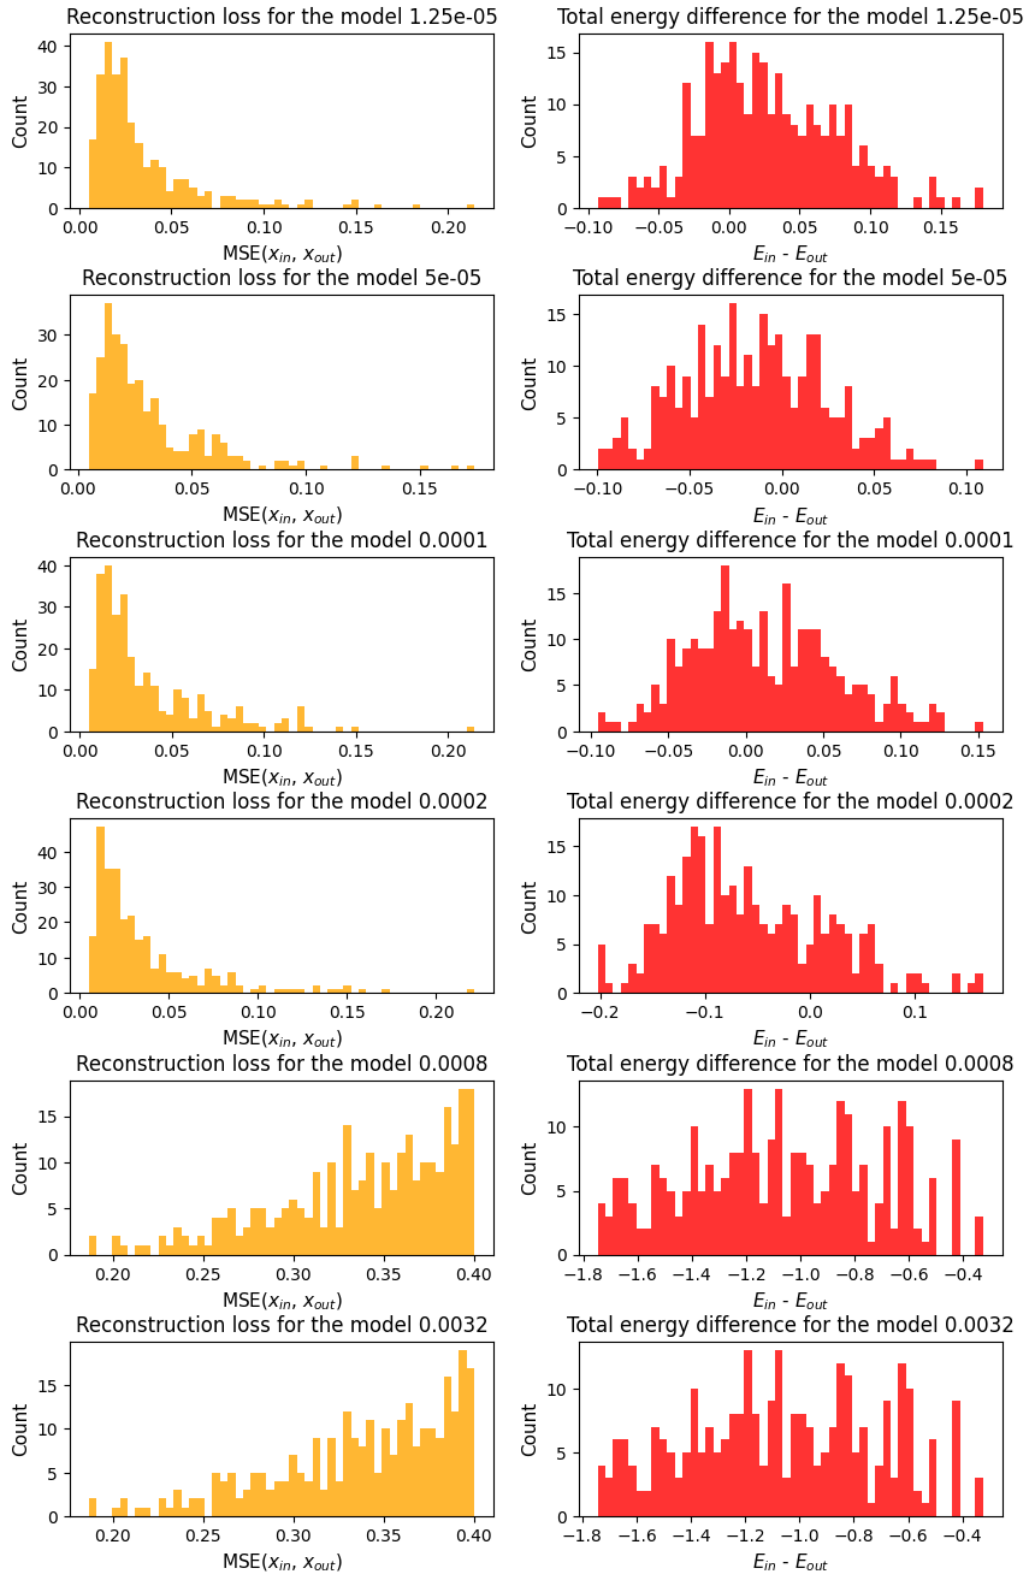 Reconstruction loss for the model 1.25e-05
40
30
20
10
0
Count
0.00 0.05 0.10 0.15 0.20
MSE(x_in, x_out)
Total energy difference for the model 1.25e-05
15
10
5
0
Count
−0.10 −0.05 0.00 0.05 0.10 0.15
E_in - E_out
Reconstruction loss for the model 5e-05
30
20
10
0
Count
0.00 0.05 0.10 0.15
MSE(x_in, x_out)
Total energy difference for the model 5e-05
15
10
5
0
Count
−0.10 −0.05 0.00 0.05 0.10
E_in - E_out
Reconstruction loss for the model 0.0001
40
30
20
10
0
Count
0.00 0.05 0.10 0.15 0.20
MSE(x_in, x_out)
Total energy difference for the model 0.0001
15
10
5
0
Count
−0.10 −0.05 0.00 0.05 0.10 0.15
E_in - E_out
Reconstruction loss for the model 0.0002
40
30
20
10
0
Count
0.00 0.05 0.10 0.15 0.20
MSE(x_in, x_out)
Total energy difference for the model 0.0002
15
10
5
0
Count
−0.2 −0.1 0.0 0.1
E_in - E_out
Reconstruction loss for the model 0.0008
15
10
5
0
Count
0.20 0.25 0.30 0.35 0.40
MSE(x_in, x_out)
Total energy difference for the model 0.0008
10
5
0
Count
−1.8 −1.6 −1.4 −1.2 −1.0 −0.8 −0.6 −0.4
E_in - E_out
Reconstruction loss for the model 0.0032
15
10
5
0
Count
0.20 0.25 0.30 0.35 0.40
MSE(x_in, x_out)
Total energy difference for the model 0.0032
10
5
0
Count
−1.8 −1.6 −1.4 −1.2 −1.0 −0.8 −0.6 −0.4
E_in - E_out